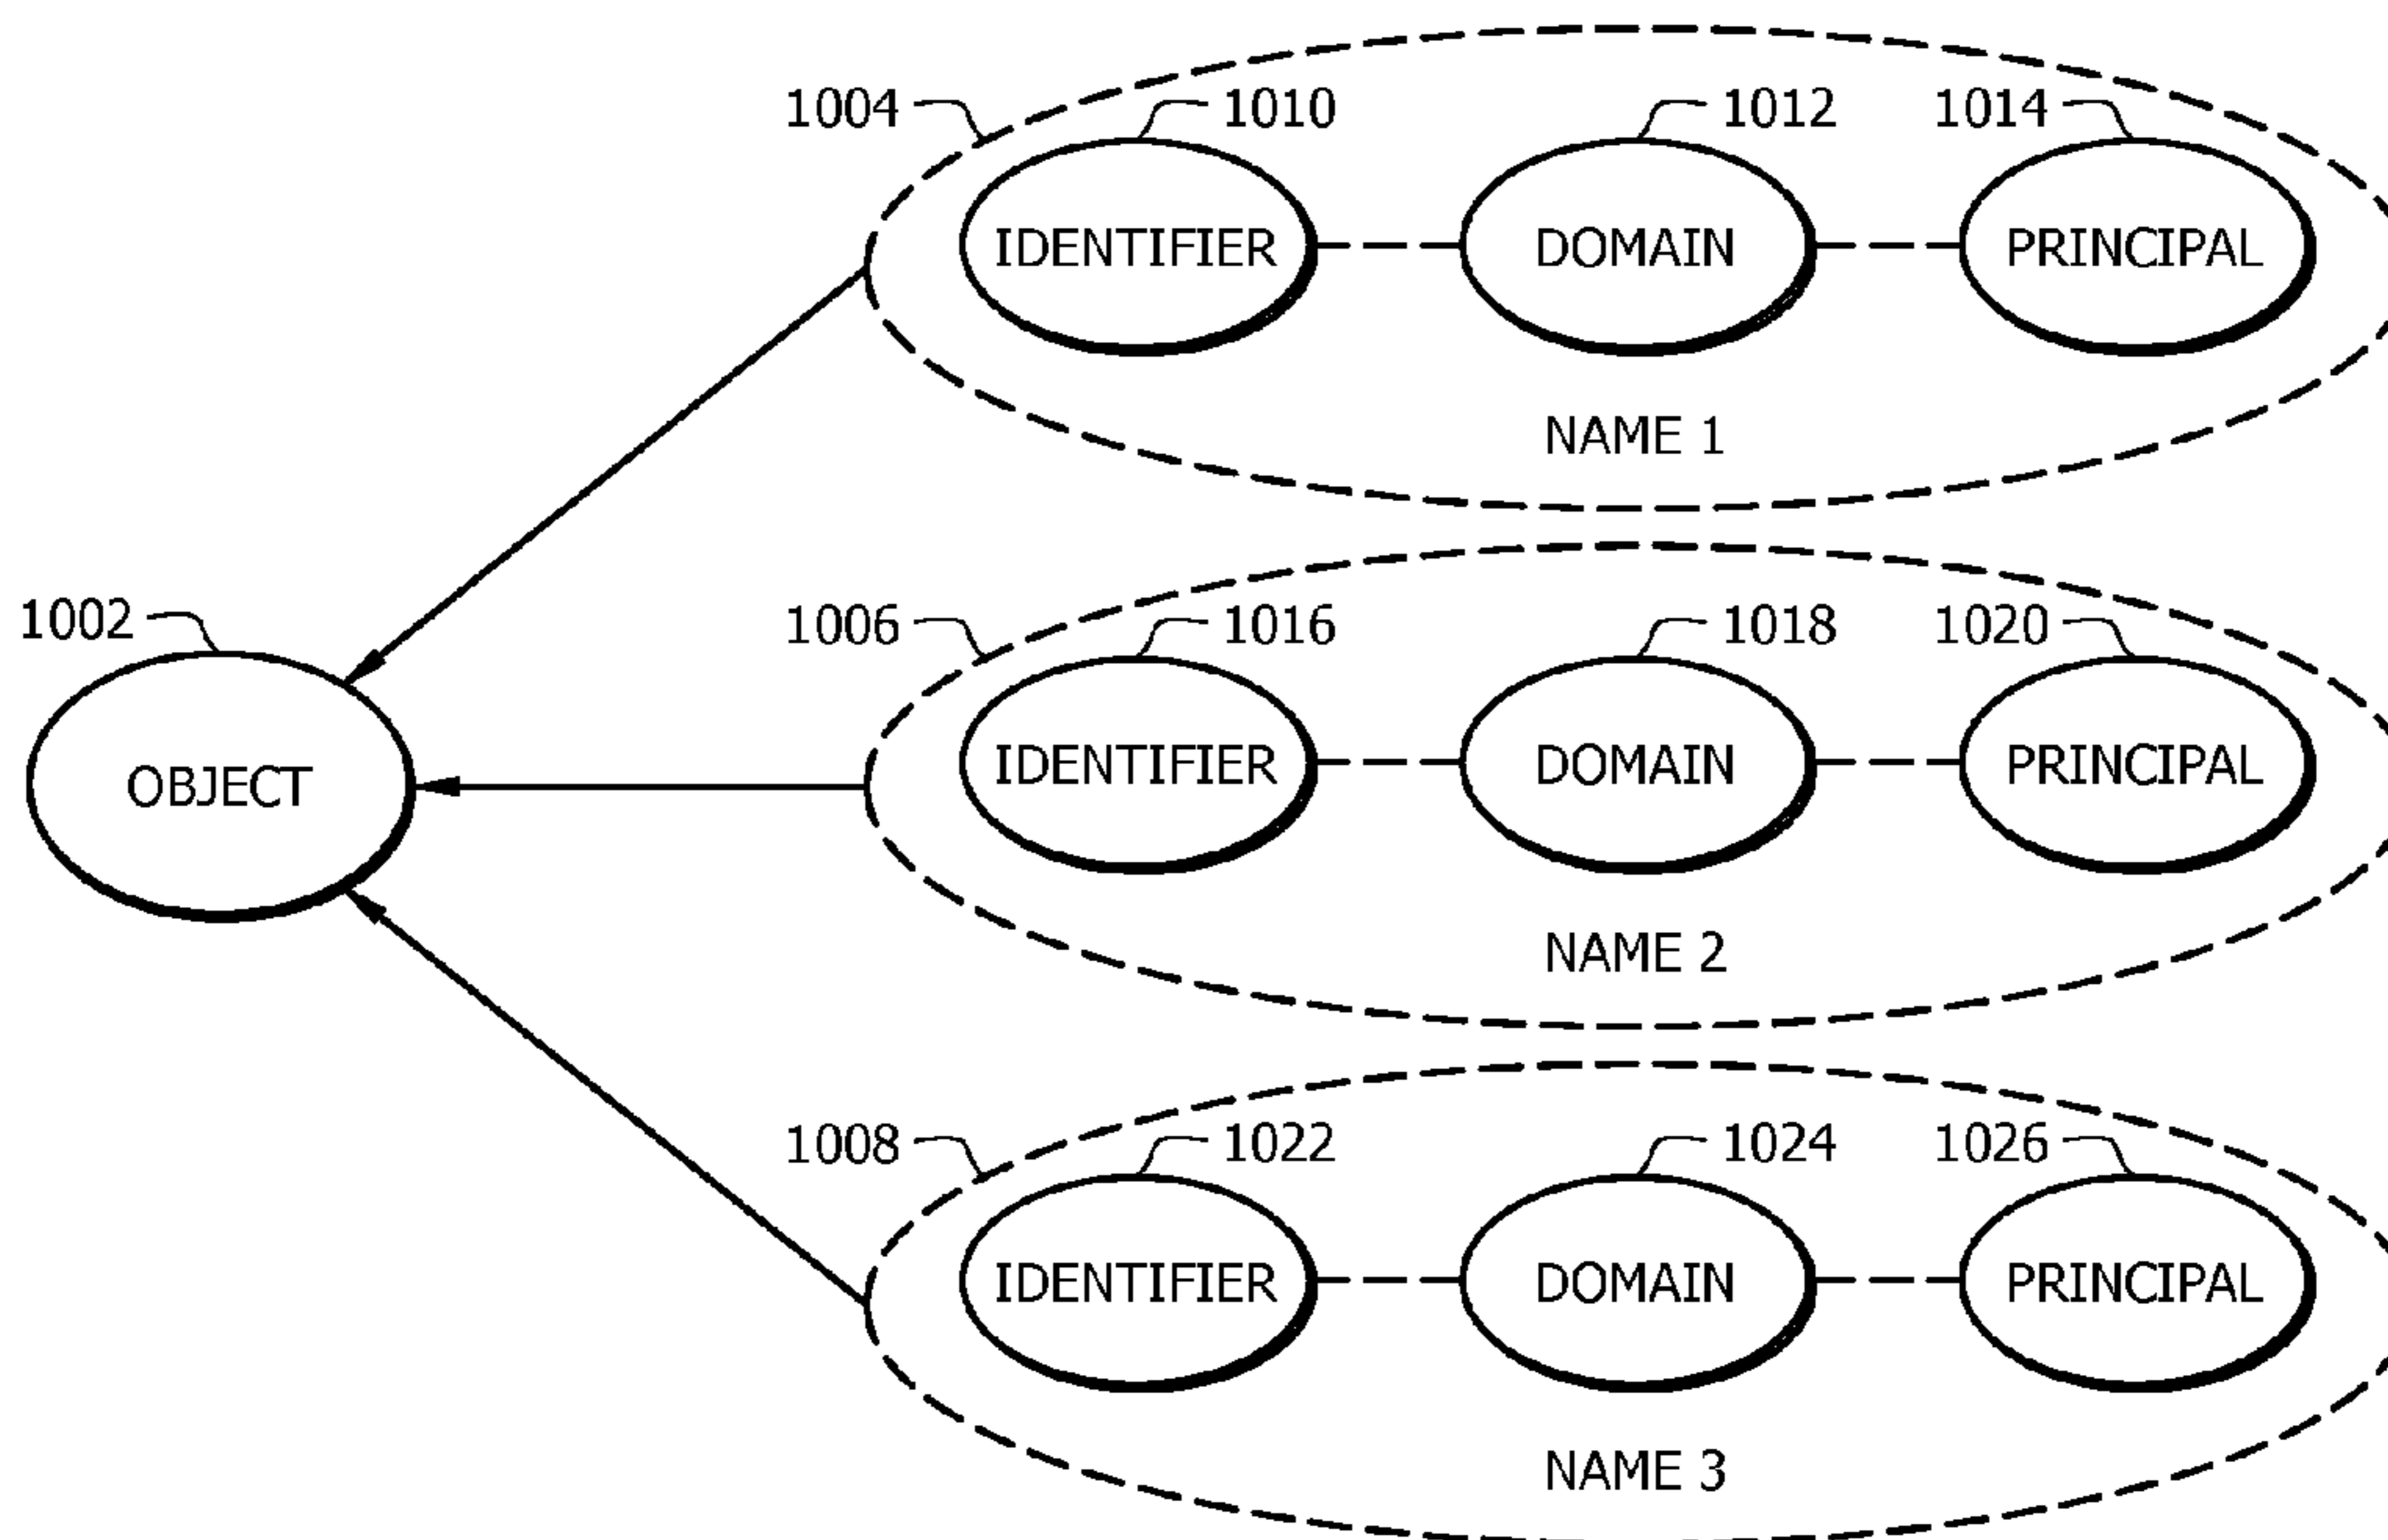 1004 1010 1012 1014
IDENTIFIER DOMAIN PRINCIPAL
NAME 1
1002 1006 1016 1018 1020
OBJECT IDENTIFIER DOMAIN PRINCIPAL
NAME 2
1008 1022 1024 1026
IDENTIFIER DOMAIN PRINCIPAL
NAME 3